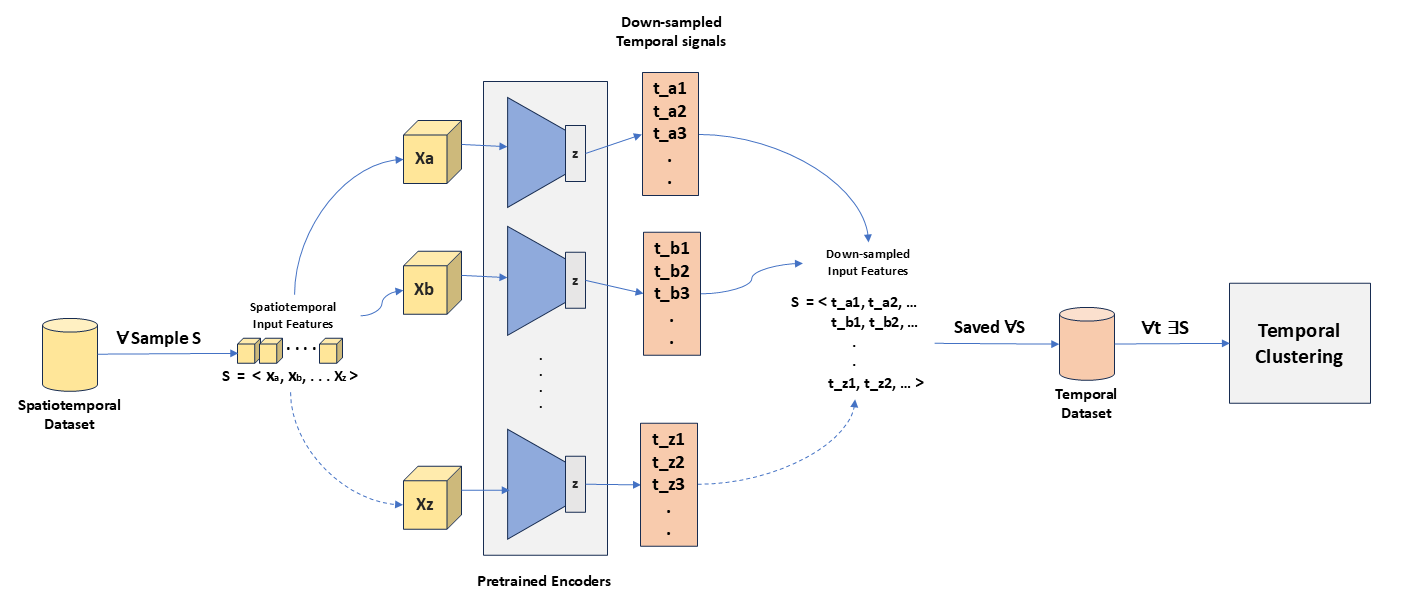 Down-sampled
Temporal signals
t_a1
t_a2
t_a3
.
.
Xa
z
t_b1
t_b2
t_b3
.
.
Xb
z
Down-sampled
Input Features
S = < t_a1, t_a2, ...
t_b1, t_b2, ...
.
.
t_z1, t_z2, ... >
Spatiotemporal
Input Features
. . . .
S = < Xa, Xb, . . . Xz >
∀ Sample S
Spatiotemporal
Dataset
Saved ∀S
Temporal
Dataset
∀t ∃S
Temporal
Clustering
.
.
.
.
Xz
z
t_z1
t_z2
t_z3
.
.
Pretrained Encoders